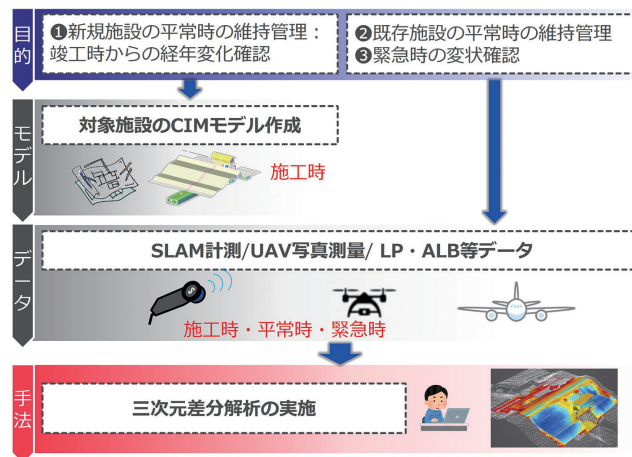 目的
❶新規施設の平常時の維持管理：
竣工時からの経年変化確認
❷既存施設の平常時の維持管理
❸緊急時の変状確認
モデル
対象施設のCIMモデル作成
施工時
データ
SLAM計測/UAV写真測量/ LP・ALB等データ
施工時・平常時・緊急時
手法
三次元差分解析の実施